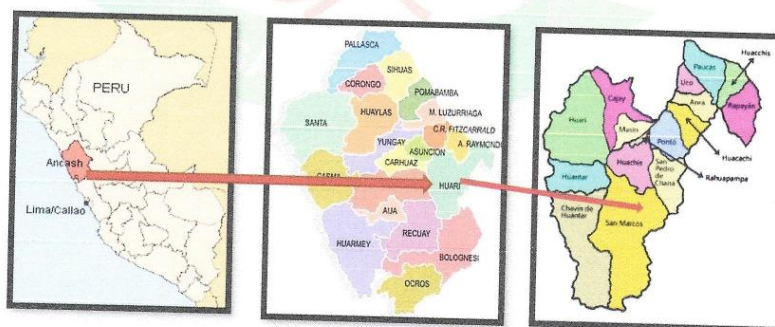 PERU
Ancash
Lima/Callao
PALLASCA
SIHUAS
CORONGO
POMABAMBA
SANTA
HUAYLAS
M. LUZURRIAGA
C.R. FITZCARRALD
YUNGAY
ASUNCION
A. RAYMONDI
CARHUAZ
CASMA
HUARI
AIJA
HUARMEY
RECUAY
BOLOGNESI
OCROS
Huacchis
Paucas
Uco
Cajay
Anra
Rapayán
Huari
Masin
Ponto
Huacachi
Huachis
San
Pedro
de
Chana
Rahuapampa
Huantar
Chavin de
Huántar
San Marcos